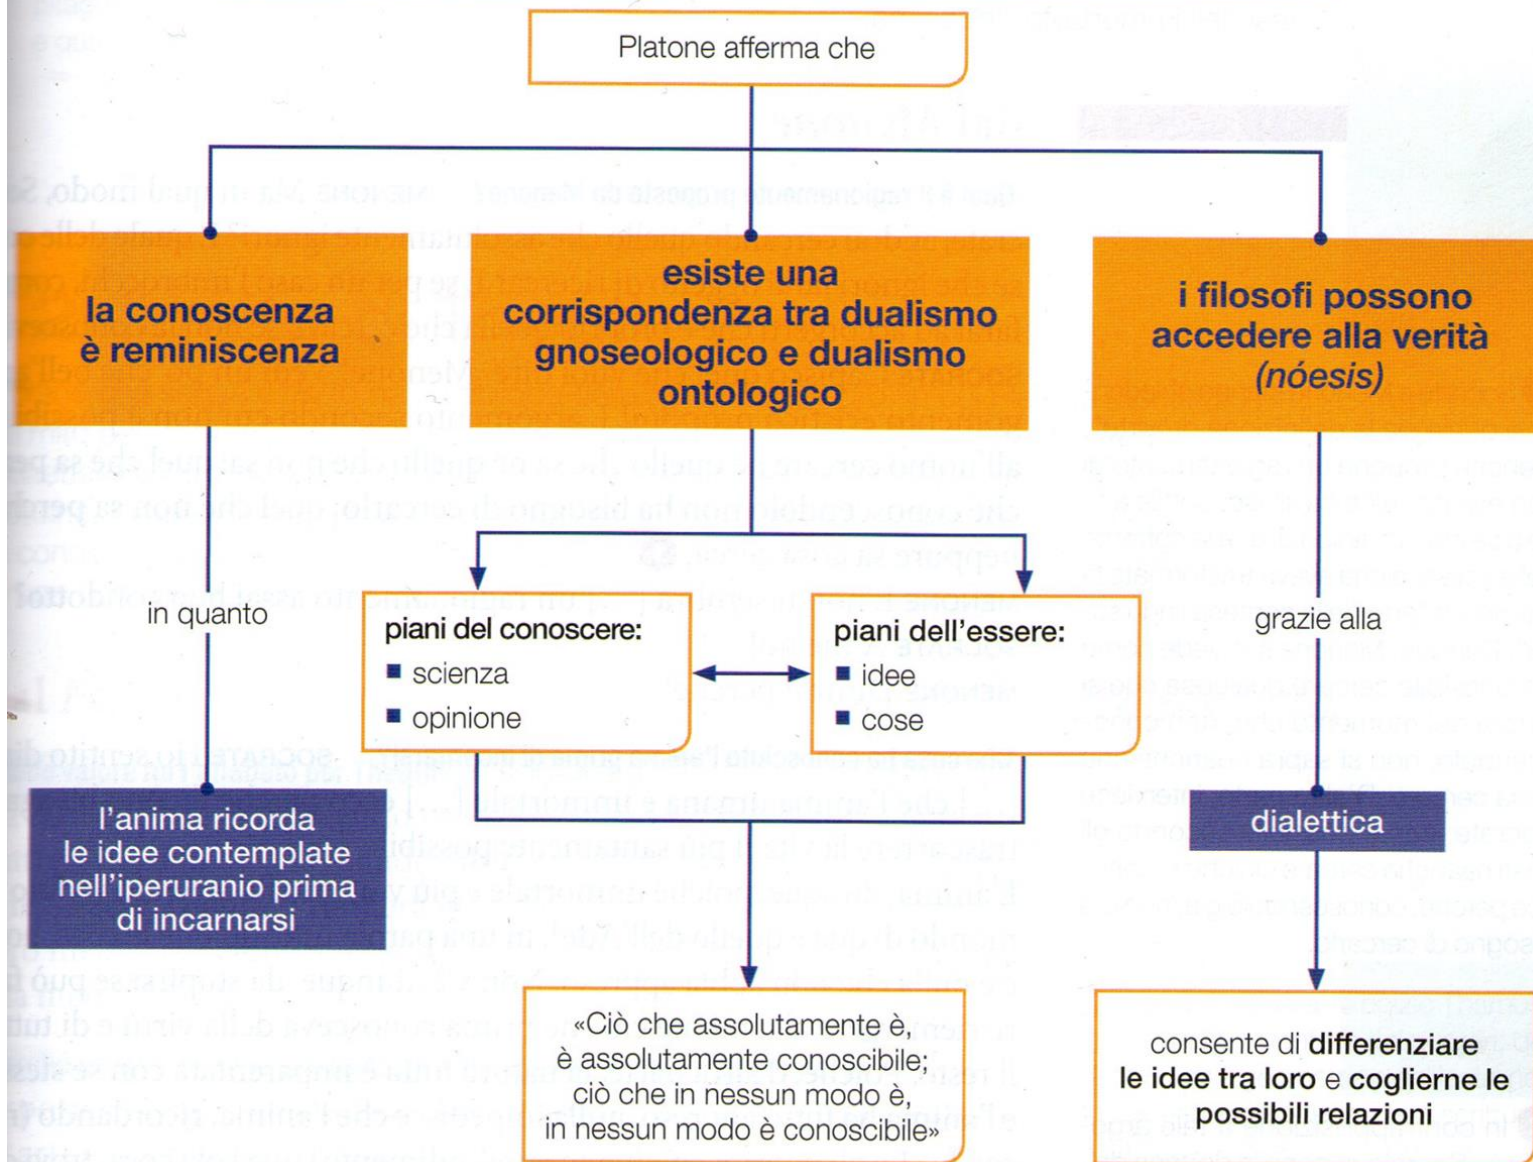 Platone afferma che
la conoscenza
è reminiscenza
esiste una
corrispondenza tra dualismo
gnoseologico e dualismo
ontologico
i filosofi possono
accedere alla verità
(nóesis)
in quanto
piani del conoscere:
scienza
opinione
piani dell'essere:
idee
cose
grazie alla
l'anima ricorda
le idee contemplate
nell'iperuranio prima
di incarnarsi
dialettica
«Ciò che assolutamente è,
è assolutamente conoscibile;
ciò che in nessun modo è,
in nessun modo è conoscibile»
consente di differenziare
le idee tra loro e coglierne le
possibili relazioni